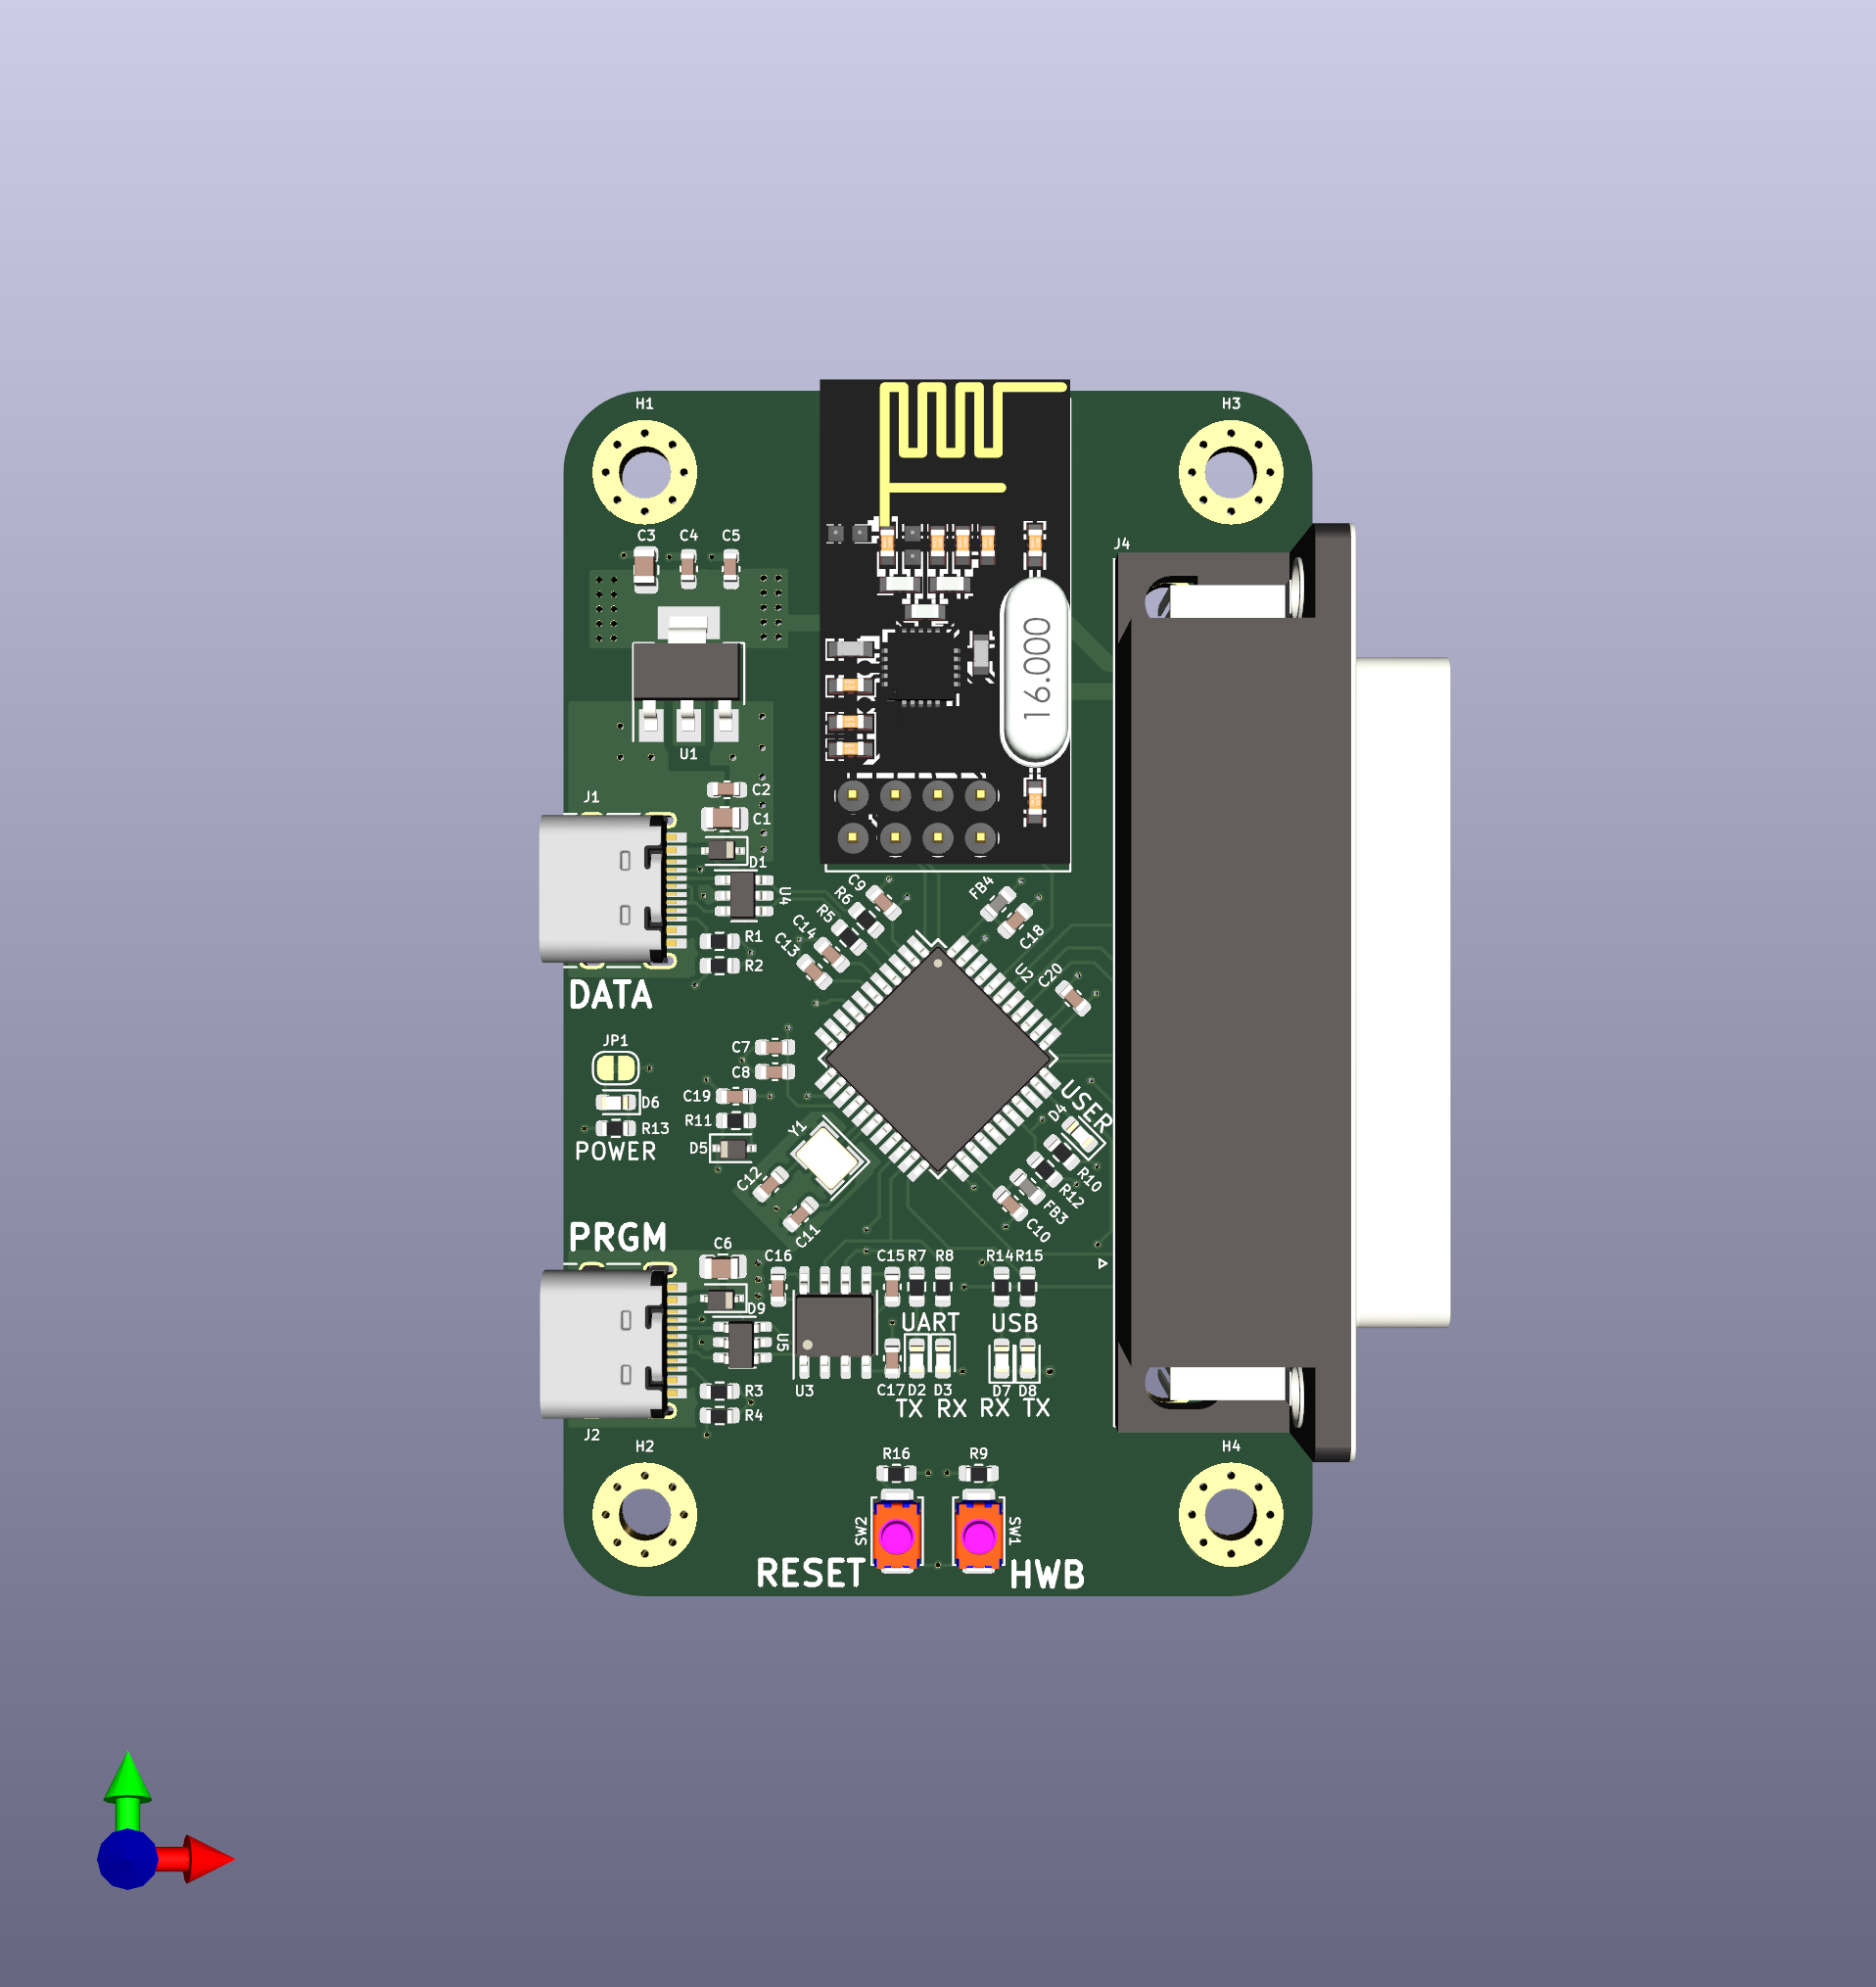 H1
H3
C3 C4 C5
J4
16.000
U1
C2
J1
C1
D1
U4
C9
R6
R5
C14
C13
FB4
C18
R1
R2
DATA
U2
C20
JP1
C7
C8
C19
D6
R11
R13
POWER
D5
Y1
C12
C11
USER
D4
R10
R12
FB3
C10
PRGM
C6
C16
C15 R7 R8
R14 R15
D9
UART
USB
U5
R3
U3
C17 D2 D3
D7 D8
TX RX
RX TX
R4
J2
H2
H4
R16
R9
SW2
SW1
RESET
HWB